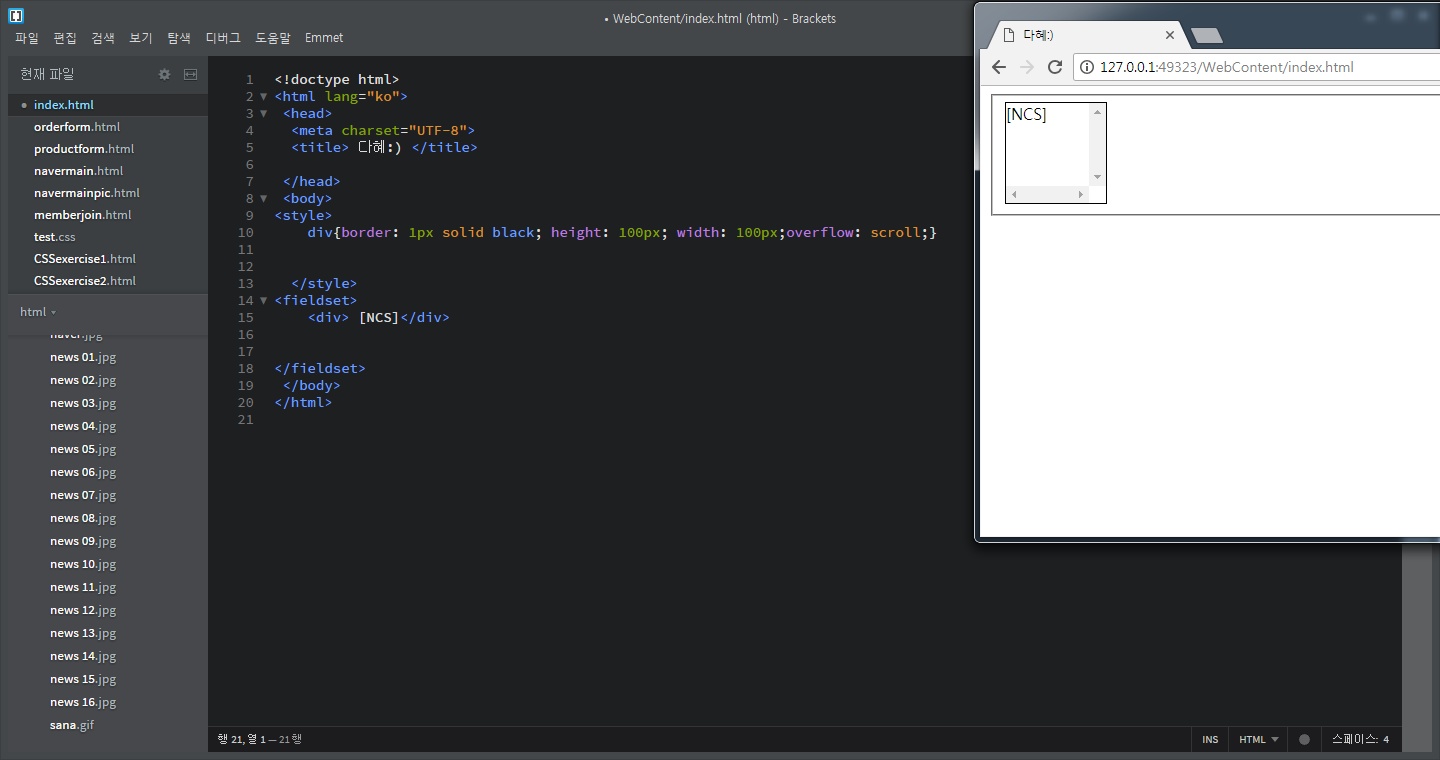 • WebContent/index.html (html) - Brackets
파일 편집 검색 보기 탐색 디버그 도움말 Emmet
현재 파일
index.html
orderform.html
productform.html
navermain.html
navermainpic.html
memberjoin.html
test.css
CSSexercise1.html
CSSexercise2.html
html
naver.jpg
news 01.jpg
news 02.jpg
news 03.jpg
news 04.jpg
news 05.jpg
news 06.jpg
news 07.jpg
news 08.jpg
news 09.jpg
news 10.jpg
news 11.jpg
news 12.jpg
news 13.jpg
news 14.jpg
news 15.jpg
news 16.jpg
sana.gif
1 <!doctype html>
2 <html lang="ko">
3 <head>
4 <meta charset="UTF-8">
5 <title> 다혜:) </title>
6
7 </head>
8 <body>
9 <style>
10 div{border: 1px solid black; height: 100px; width: 100px;overflow: scroll;}
11
12
13 </style>
14 <fieldset>
15 <div> [NCS]</div>
16
17
18 </fieldset>
19 </body>
20 </html>
21
행 21, 열 1 — 21 행
INS HTML 스페이스: 4
다혜:)
127.0.0.1:49323/WebContent/index.html
[NCS]